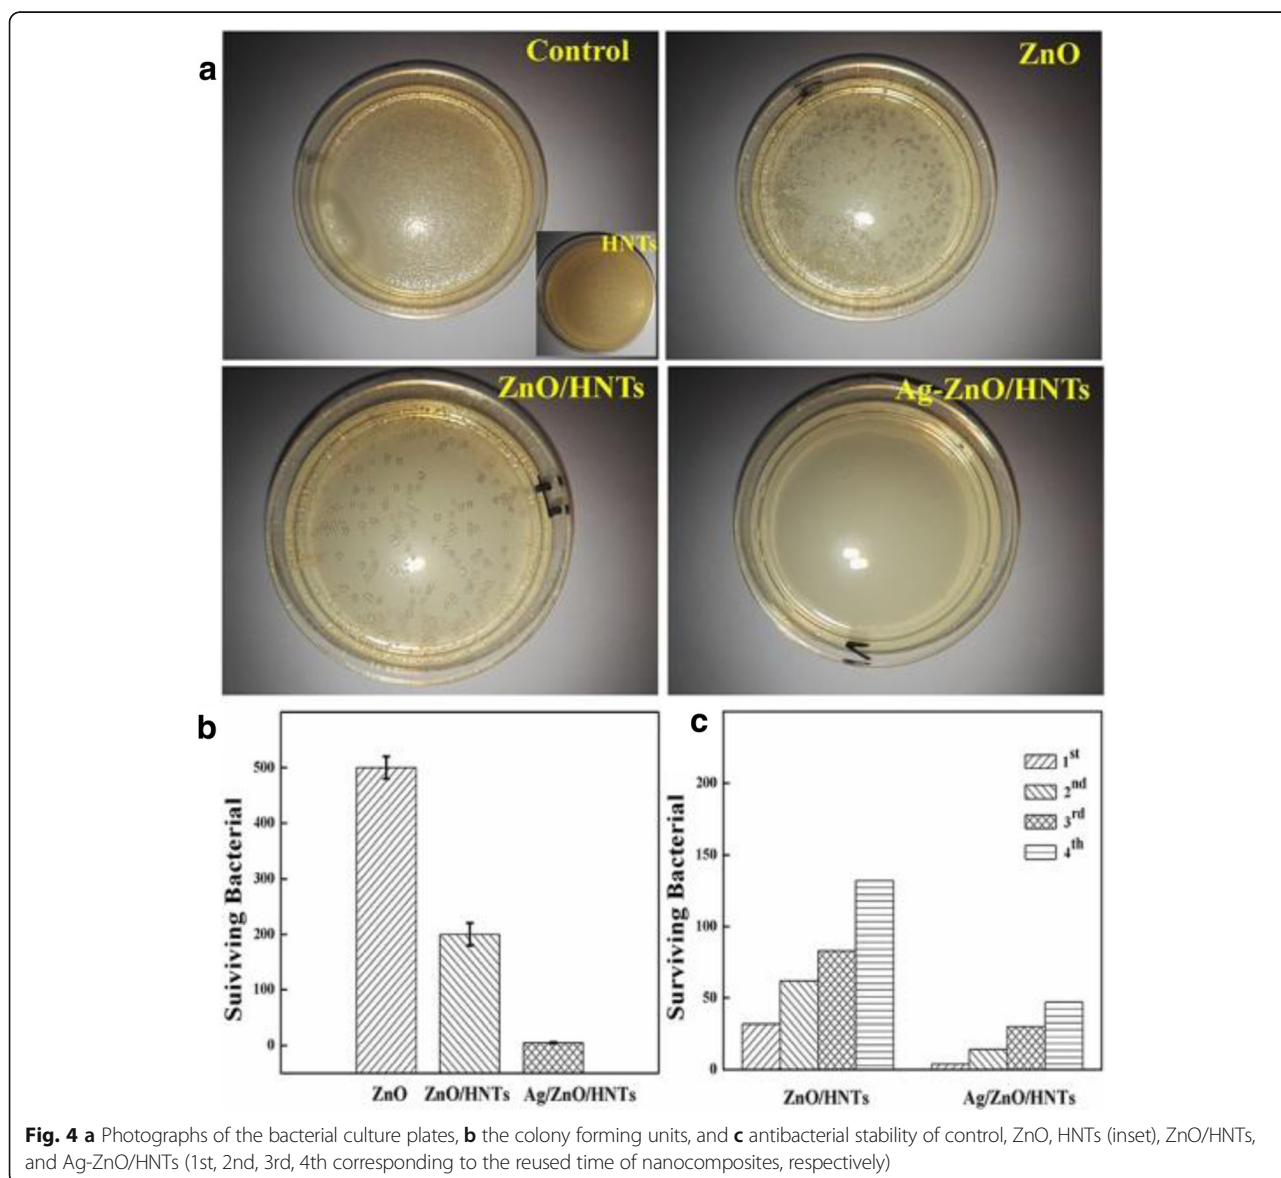 a
Control
ZnO
HNTs
ZnO/HNTs
Ag-ZnO/HNTs
b
Suiviving Bacterial
500
400
300
200
100
0
ZnO
ZnO/HNTs
Ag/ZnO/HNTs
c
Surviving Bacterial
200
150
100
50
0
1st
2nd
3rd
4th
ZnO/HNTs
Ag/ZnO/HNTs
Fig. 4 a Photographs of the bacterial culture plates, b the colony forming units, and c antibacterial stability of control, ZnO, HNTs (inset), ZnO/HNTs,
and Ag-ZnO/HNTs (1st, 2nd, 3rd, 4th corresponding to the reused time of nanocomposites, respectively)